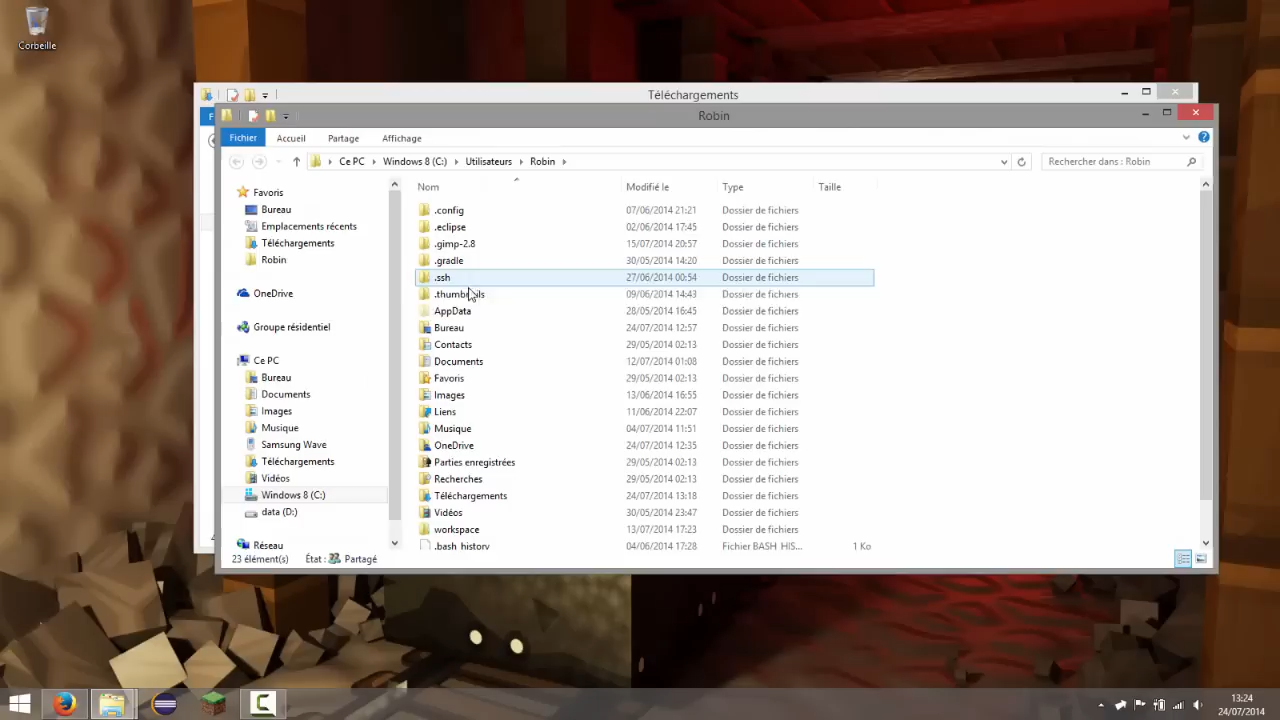 Corbeille
Téléchargements
F
Robin
Fichier Accueil Partage Affichage
Ce PC Windows 8 (C:) Utilisateurs Robin
Rechercher dans : Robin
Nom Modifié le Type Taille
Favoris
Bureau
Emplacements récents
Téléchargements
Robin
OneDrive
Groupe résidentiel
Ce PC
Bureau
Documents
Images
Musique
Samsung Wave
Téléchargements
Vidéos
Windows 8 (C:)
data (D:)
Réseau
.config 07/06/2014 21:21 Dossier de fichiers
.eclipse 02/06/2014 17:45 Dossier de fichiers
.gimp-2.8 15/07/2014 20:57 Dossier de fichiers
.gradle 30/05/2014 14:20 Dossier de fichiers
.ssh 27/06/2014 00:54 Dossier de fichiers
.thumbnails 09/06/2014 14:43 Dossier de fichiers
AppData 28/05/2014 16:45 Dossier de fichiers
Bureau 24/07/2014 12:57 Dossier de fichiers
Contacts 29/05/2014 02:13 Dossier de fichiers
Documents 12/07/2014 01:08 Dossier de fichiers
Favoris 29/05/2014 02:13 Dossier de fichiers
Images 13/06/2014 16:55 Dossier de fichiers
Liens 11/06/2014 22:07 Dossier de fichiers
Musique 04/07/2014 11:51 Dossier de fichiers
OneDrive 24/07/2014 12:35 Dossier de fichiers
Parties enregistrées 29/05/2014 02:13 Dossier de fichiers
Recherches 29/05/2014 02:13 Dossier de fichiers
Téléchargements 24/07/2014 13:18 Dossier de fichiers
Vidéos 30/05/2014 23:47 Dossier de fichiers
workspace 13/07/2014 17:23 Dossier de fichiers
.bash_history 04/06/2014 17:28 Fichier BASH_HIS... 1 Ko
23 élément(s) État : Partagé
13:24
24/07/2014